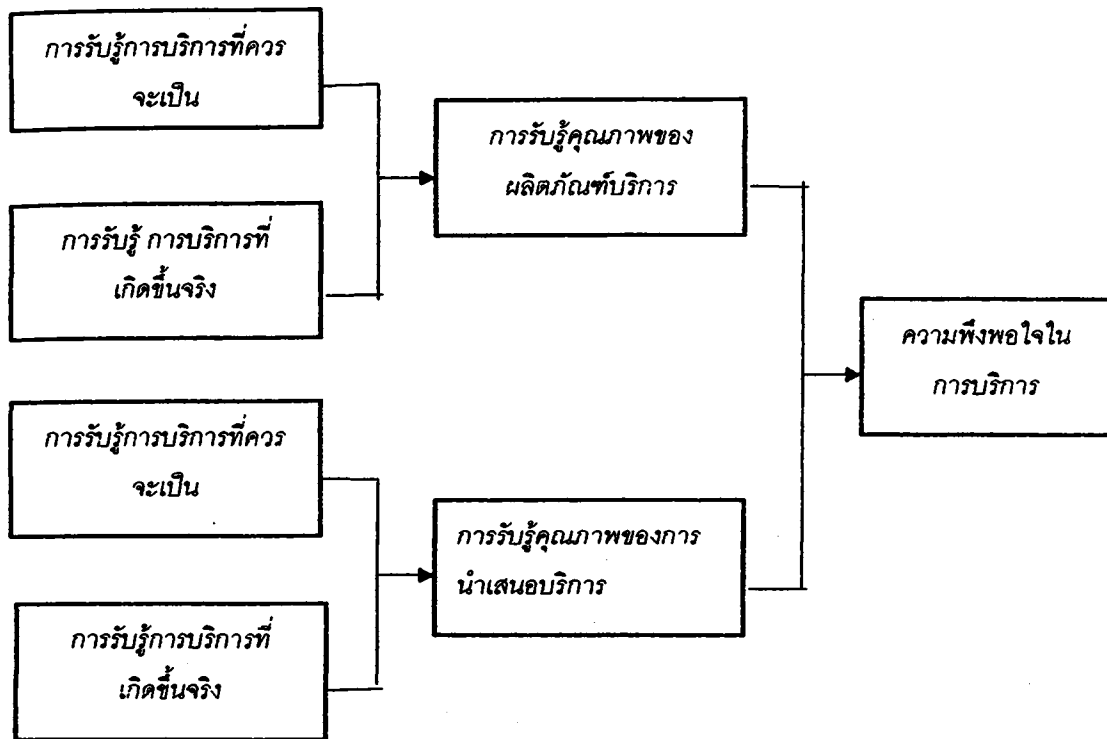 การรับรู้การบริการที่ควร
จะเป็น
การรับรู้คุณภาพของ
ผลิตภัณฑ์บริการ
การรับรู้ การบริการที่
เกิดขึ้นจริง
ความพึงพอใจใน
การบริการ
การรับรู้การบริการที่ควร
จะเป็น
การรับรู้คุณภาพของการ
นำเสนอบริการ
การรับรู้การบริการที่
เกิดขึ้นจริง